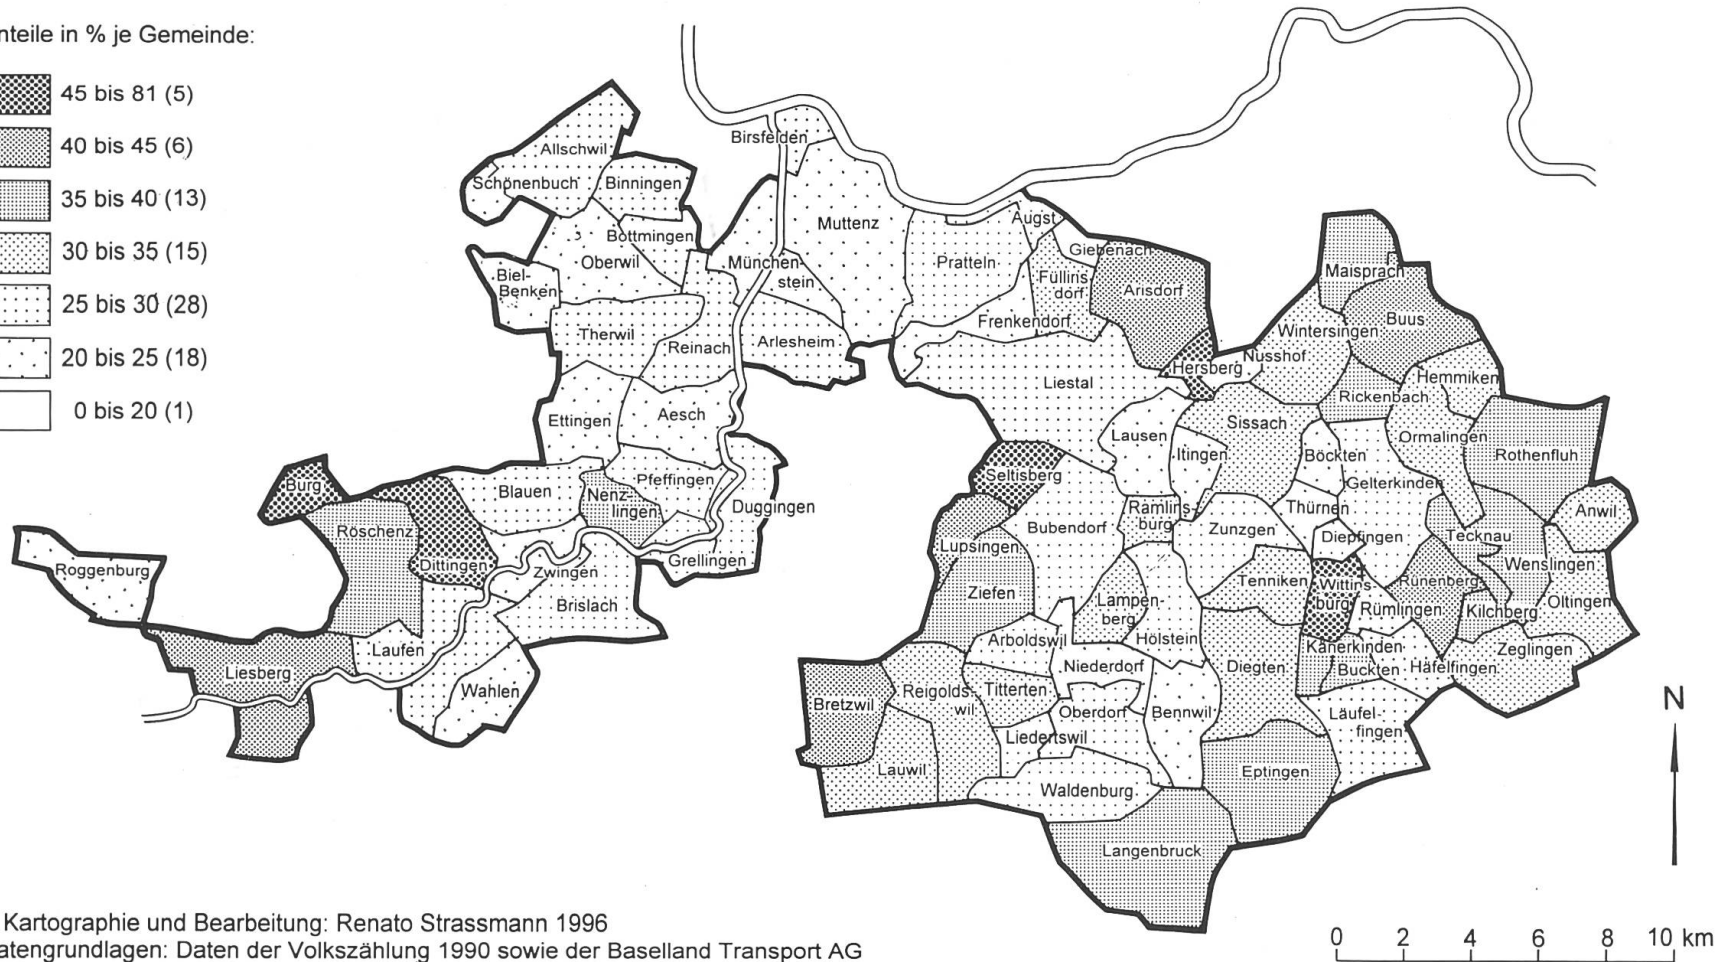 nteile in % je Gemeinde:
45 bis 81 (5)
40 bis 45 (6)
35 bis 40 (13)
30 bis 35 (15)
25 bis 30 (28)
20 bis 25 (18)
0 bis 20 (1)
Birsfelden
Allschwil
Schönenbuch
Binningen
Muttenz
Augst
Bottmingen
Oberwil
Giebenach
München-
stein
Pratteln
Biel-
Benken
Füllins
dorf
Arisdorf
Maisprach
Frenkendorf
Buus
Therwil
Reinach
Arlesheim
Wintersingen
Nusshof
Hersberg
Liestal
Hemmiken
Rickenbach
Ettingen
Aesch
Lausen
Sissach
Ormalingen
Itingen
Böckten
Rothenfluh
Burg
Blauen
Nenz-
lingen
Pfeffingen
Seltisberg
Gelterkinden
Duggingen
Ramlins-
burg
Thürnen
Anwil
Röschenz
Bubendorf
Zunzgen
Diepflingen
Tecknau
Lupsingen
Roggenburg
Dittingen
Zwingen
Grellingen
Wenslingen
Tenniken
Wittins
burg
Rünenberg
Ziefen
Lampen-
berg
Brislach
Rümlingen
Kilchberg
Oltingen
Arboldswil
Hölstein
Laufen
Känerkinden
Zeglingen
Liesberg
Niederdorf
Diegten
Buckten
Häfelfingen
Wahlen
Bretzwil
Reigolds-
wil
Titterten
Oberdorf
Bennwil
Läufel-
fingen
Liedertswil
Lauwil
Eptingen
Waldenburg
Langenbruck
N
Kartographie und Bearbeitung: Renato Strassmann 1996
atengrundlagen: Daten der Volkszählung 1990 sowie der Baselland Transport AG
0 2 4 6 8 10 km